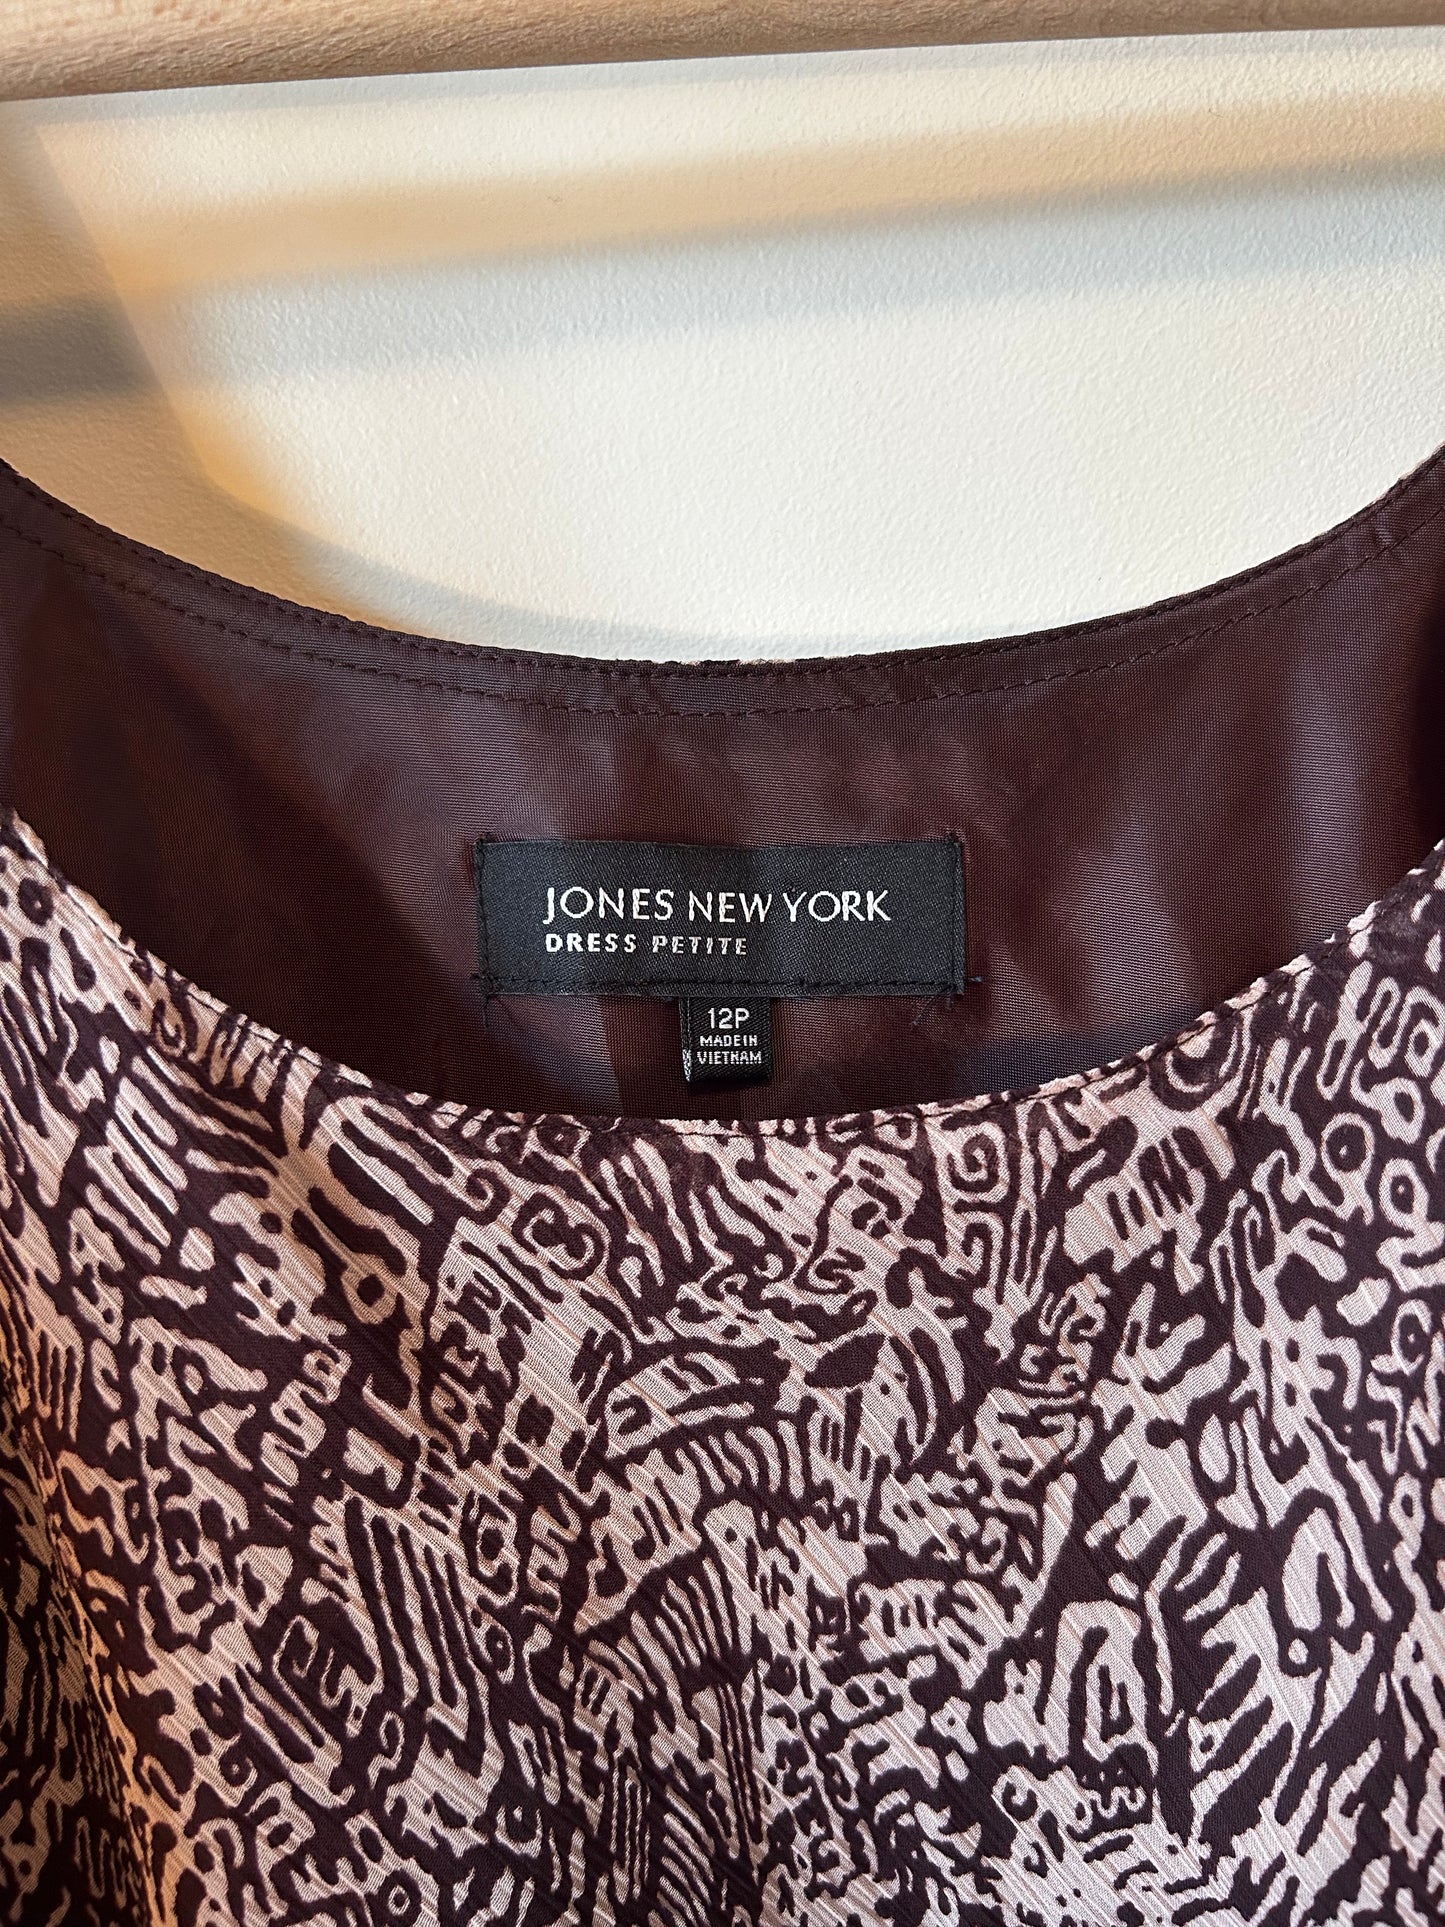 JONES NEW YORK
DRESS PETITE
12P
MADE IN
VIETNAM